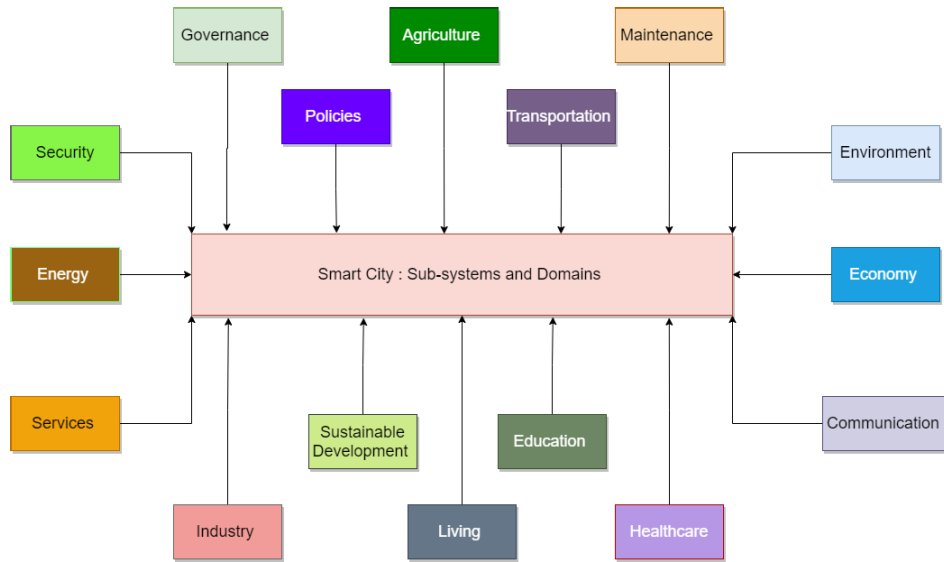 Governance
Agriculture
Maintenance
Policies
Transportation
Security
Environment
Energy
Smart City : Sub-systems and Domains
Economy
Services
Sustainable
Development
Education
Communication
Industry
Living
Healthcare